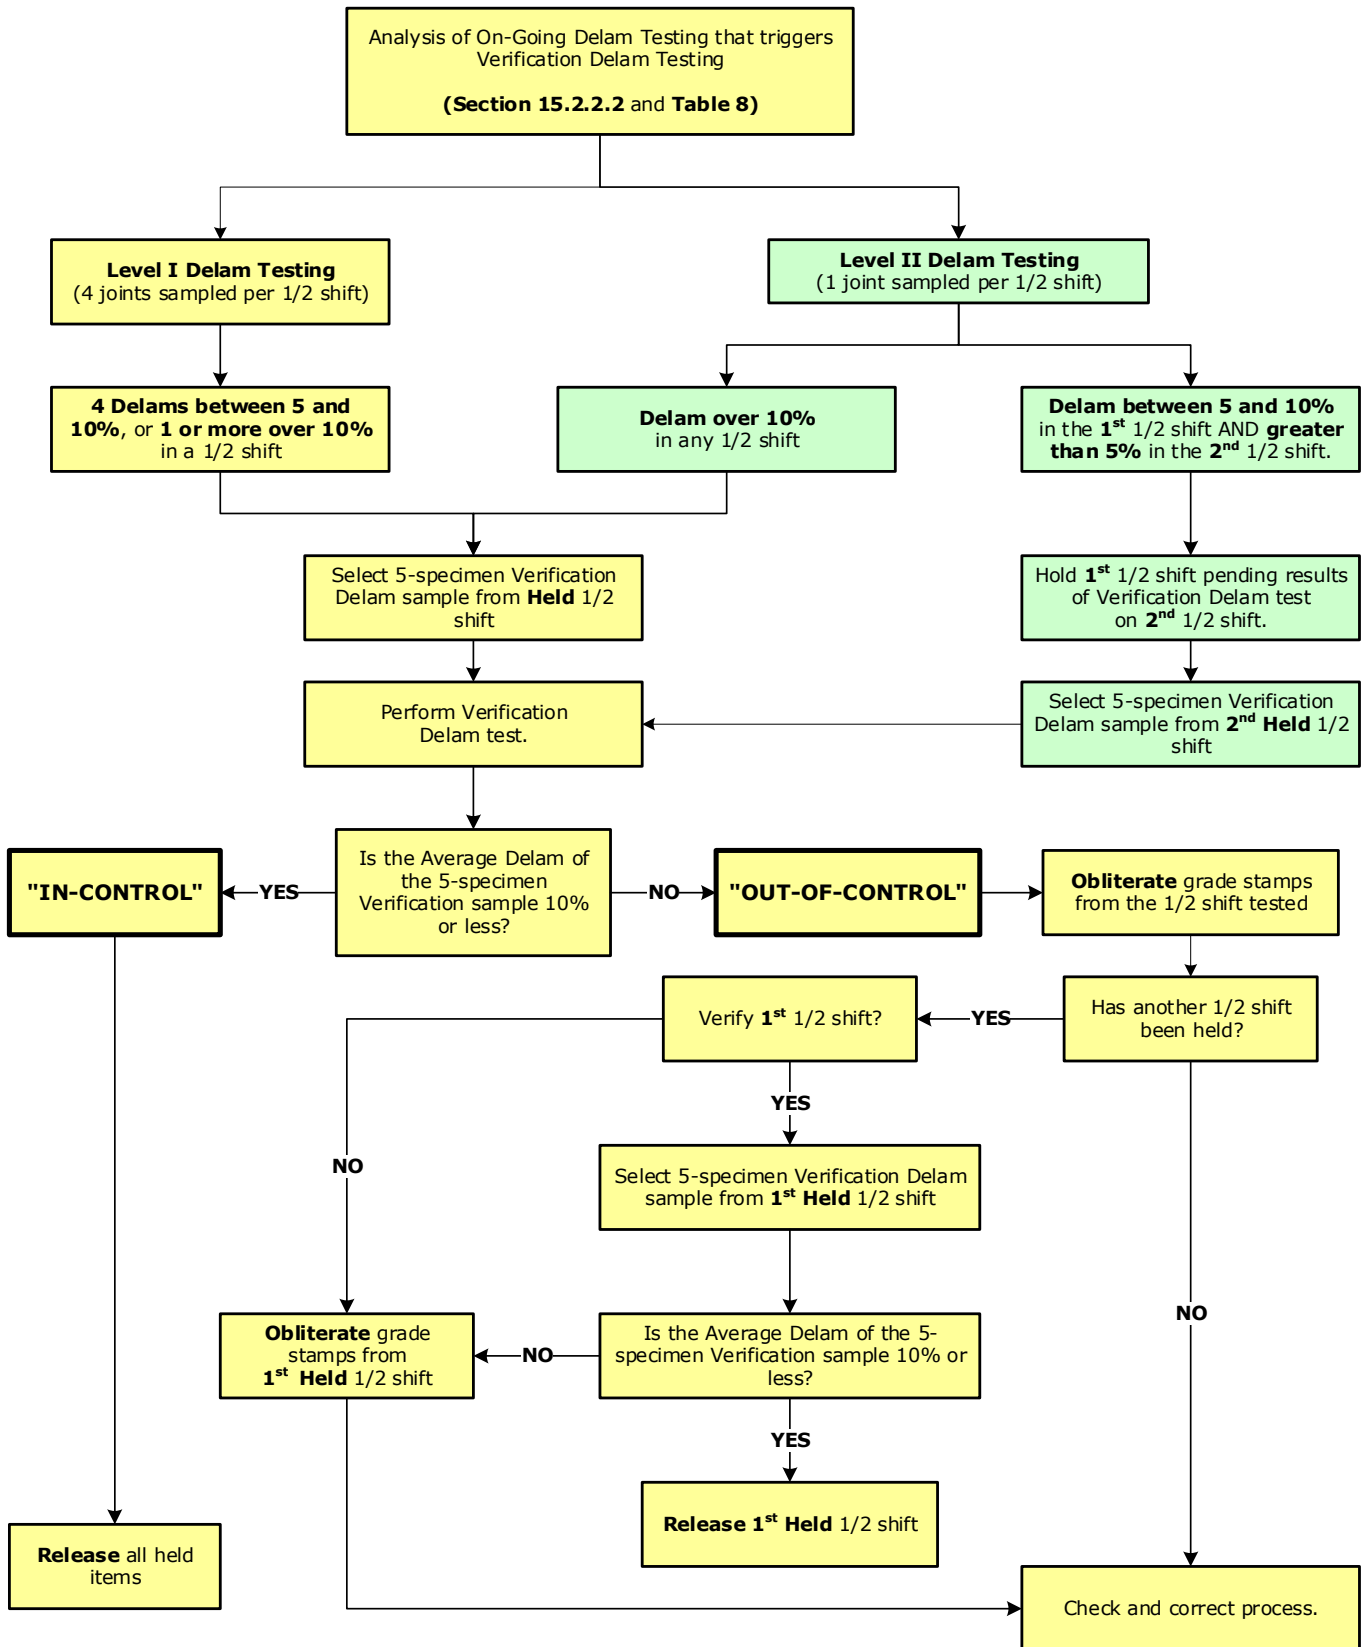 Analysis of On-Going Delam Testing that triggers
Verification Delam Testing
(Section 15.2.2.2 and Table 8)
Level I Delam Testing
(4 joints sampled per 1/2 shift)
Level II Delam Testing
(1 joint sampled per 1/2 shift)
4 Delams between 5 and
10%, or 1 or more over 10%
in a 1/2 shift
Delam over 10%
in any 1/2 shift
Delam between 5 and 10%
in the 1st 1/2 shift AND greater
than 5% in the 2nd 1/2 shift.
Select 5-specimen Verification
Delam sample from Held 1/2
shift
Hold 1st 1/2 shift pending results
of Verification Delam test
on 2nd 1/2 shift.
Perform Verification
Delam test.
Select 5-specimen Verification
Delam sample from 2nd Held 1/2
shift
"IN-CONTROL"
YES
Is the Average Delam of
the 5-specimen
Verification sample 10%
or less?
NO
"OUT-OF-CONTROL"
Obliterate grade stamps
from the 1/2 shift tested
Verify 1st 1/2 shift?
YES
Has another 1/2 shift
been held?
YES
NO
Select 5-specimen Verification Delam
sample from 1st Held 1/2 shift
NO
Obliterate grade
stamps from
1st Held 1/2 shift
NO
Is the Average Delam of the 5-
specimen Verification sample 10% or
less?
YES
Release 1st Held 1/2 shift
Release all held
items
Check and correct process.